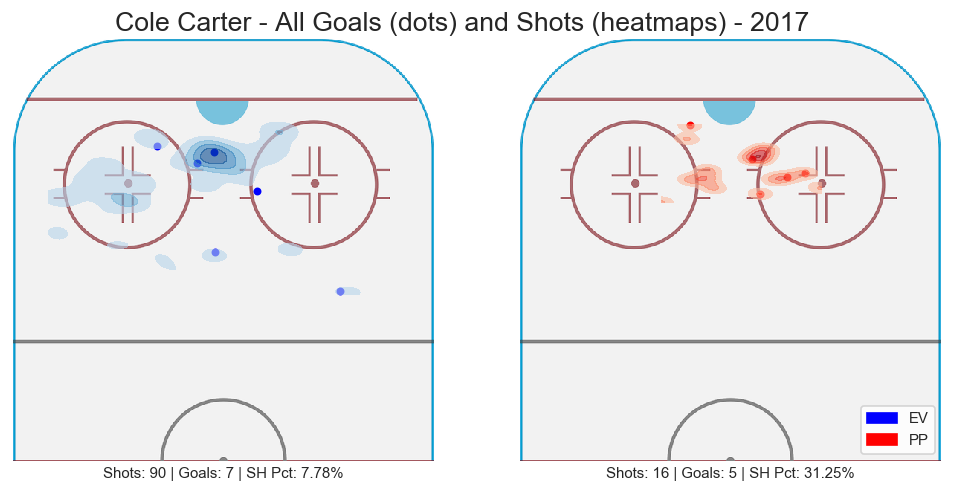 Cole Carter - All Goals (dots) and Shots (heatmaps) - 2017
EV
PP
Shots: 90 | Goals: 7 | SH Pct: 7.78%
Shots: 16 | Goals: 5 | SH Pct: 31.25%